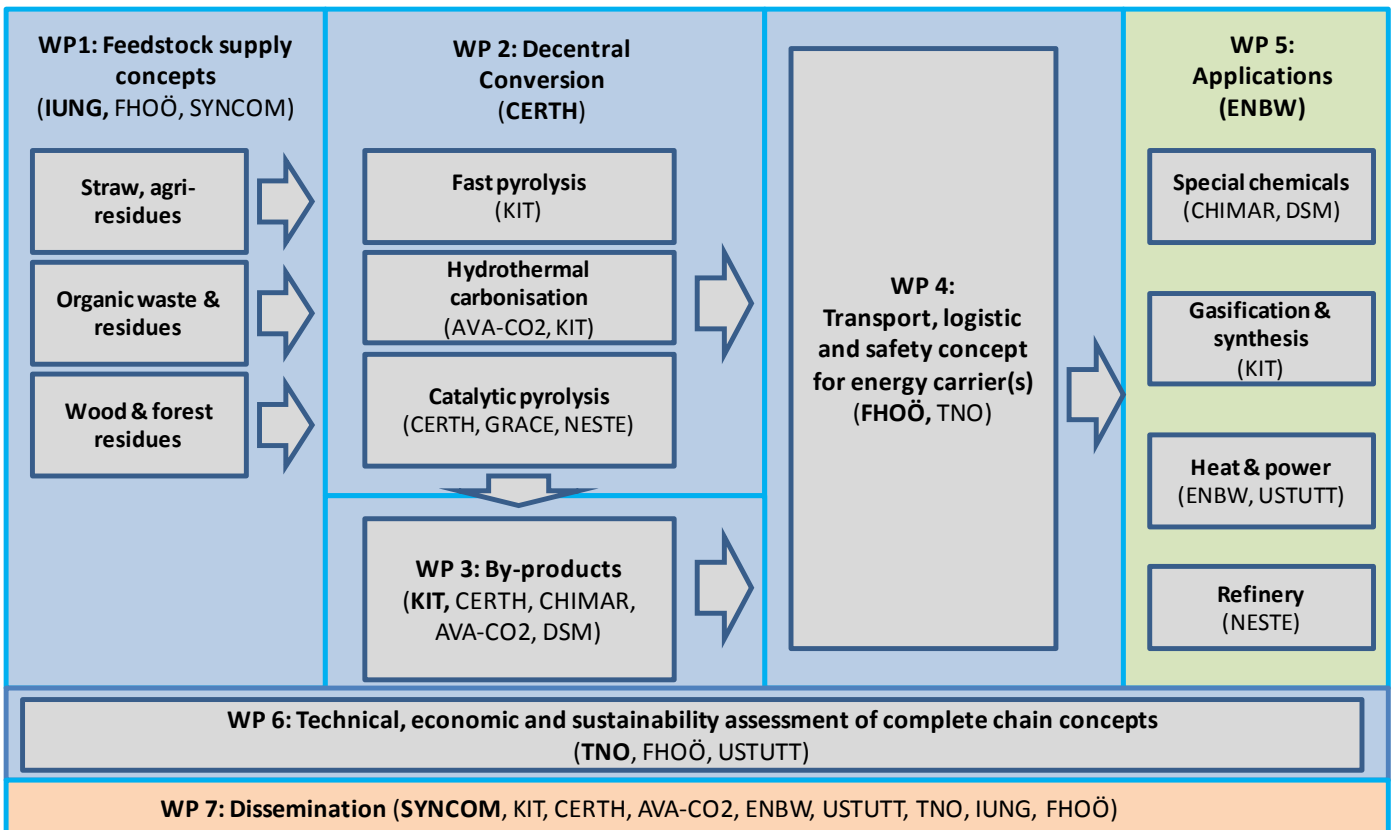 WP1: Feedstock supply
concepts
(IUNG, FHOÖ, SYNCOM)
Straw, agri-
residues
Organic waste &
residues
Wood & forest
residues
WP 2: Decentral
Conversion
(CERTH)
Fast pyrolysis
(KIT)
Hydrothermal
carbonisation
(AVA-CO2, KIT)
Catalytic pyrolysis
(CERTH, GRACE, NESTE)
WP 3: By-products
(KIT, CERTH, CHIMAR,
AVA-CO2, DSM)
WP 4:
Transport, logistic
and safety concept
for energy carrier(s)
(FHOÖ, TNO)
WP 5:
Applications
(ENBW)
Special chemicals
(CHIMAR, DSM)
Gasification &
synthesis
(KIT)
Heat & power
(ENBW, USTUTT)
Refinery
(NESTE)
WP 6: Technical, economic and sustainability assessment of complete chain concepts
(TNO, FHOÖ, USTUTT)
WP 7: Dissemination (SYNCOM, KIT, CERTH, AVA-CO2, ENBW, USTUTT, TNO, IUNG, FHOÖ)